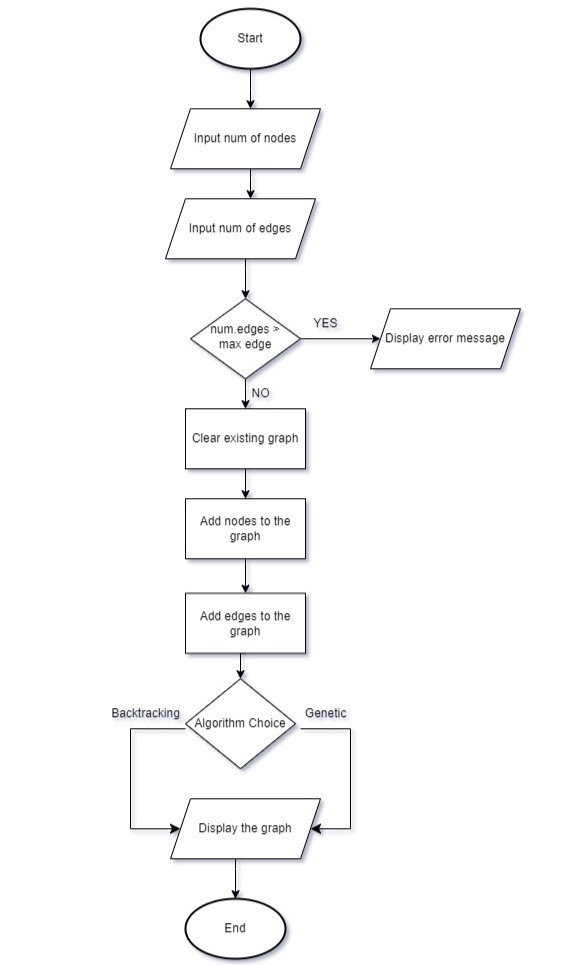 Start
Input num of nodes
Input num of edges
num.edges >
max edge
YES
Display error message
NO
Clear existing graph
Add nodes to the
graph
Add edges to the
graph
Backtracking
Algorithm Choice
Genetic
Display the graph
End